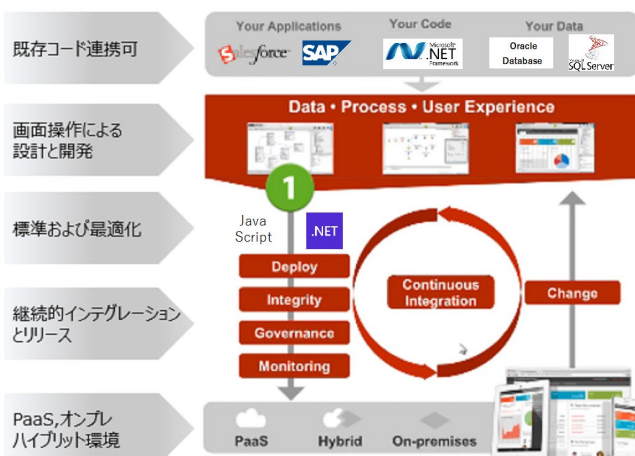 既存コード連携可
Your Applications
Your Code
Your Data
salesforce
SAP
Microsoft
.NET
Framework
Oracle
Database
SQL Server
画面操作による
設計と開発
Data • Process • User Experience
1
標準および最適化
Java
Script
.NET
Deploy
継続的インテグレーション
とリリース
Integrity
Governance
Monitoring
Continuous
Integration
Change
PaaS,オンプレ
ハイブリット環境
PaaS
Hybrid
On-premises